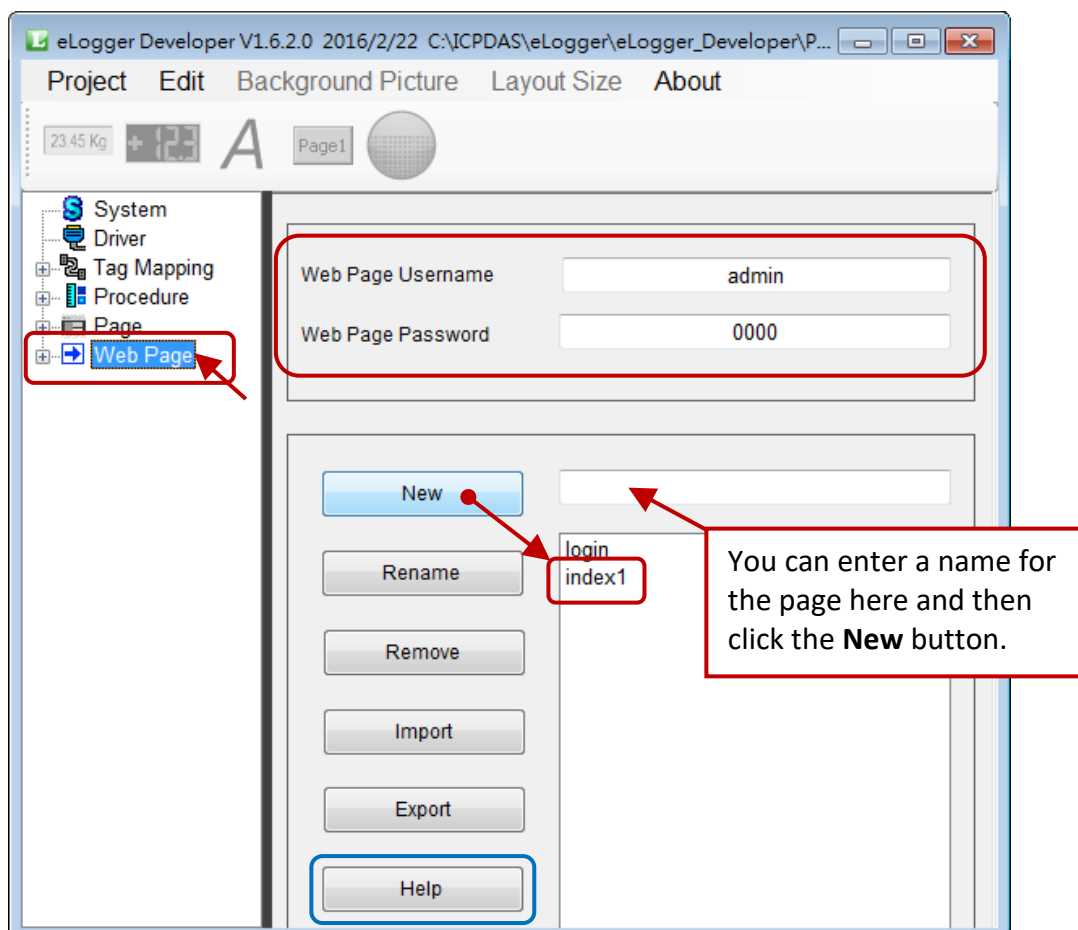 eLogger Developer V1.6.2.0 2016/2/22 C:\ICPDAS\eLogger\eLogger_Developer\P...
Project Edit Background Picture Layout Size About
23.45 Kg +12.3 A Page1
System
Driver
Tag Mapping
Procedure
Page
Web Page
Web Page Username admin
Web Page Password 0000
New
Rename
Remove
Import
Export
Help
login
index1
You can enter a name for
the page here and then
click the New button.